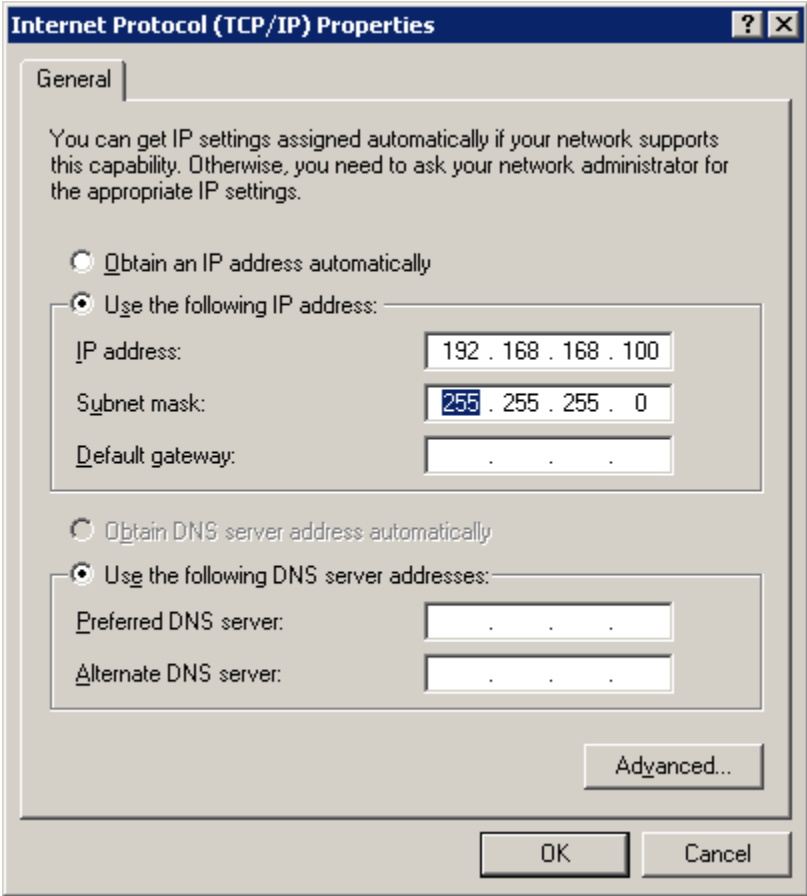 Internet Protocol (TCP/IP) Properties
General
You can get IP settings assigned automatically if your network supports
this capability. Otherwise, you need to ask your network administrator for
the appropriate IP settings.
Obtain an IP address automatically
Use the following IP address:
IP address: 192 . 168 . 168 . 100
Subnet mask: 255 . 255 . 255 . 0
Default gateway: . . .
Obtain DNS server address automatically
Use the following DNS server addresses:
Preferred DNS server: . . .
Alternate DNS server: . . .
Advanced...
OK Cancel